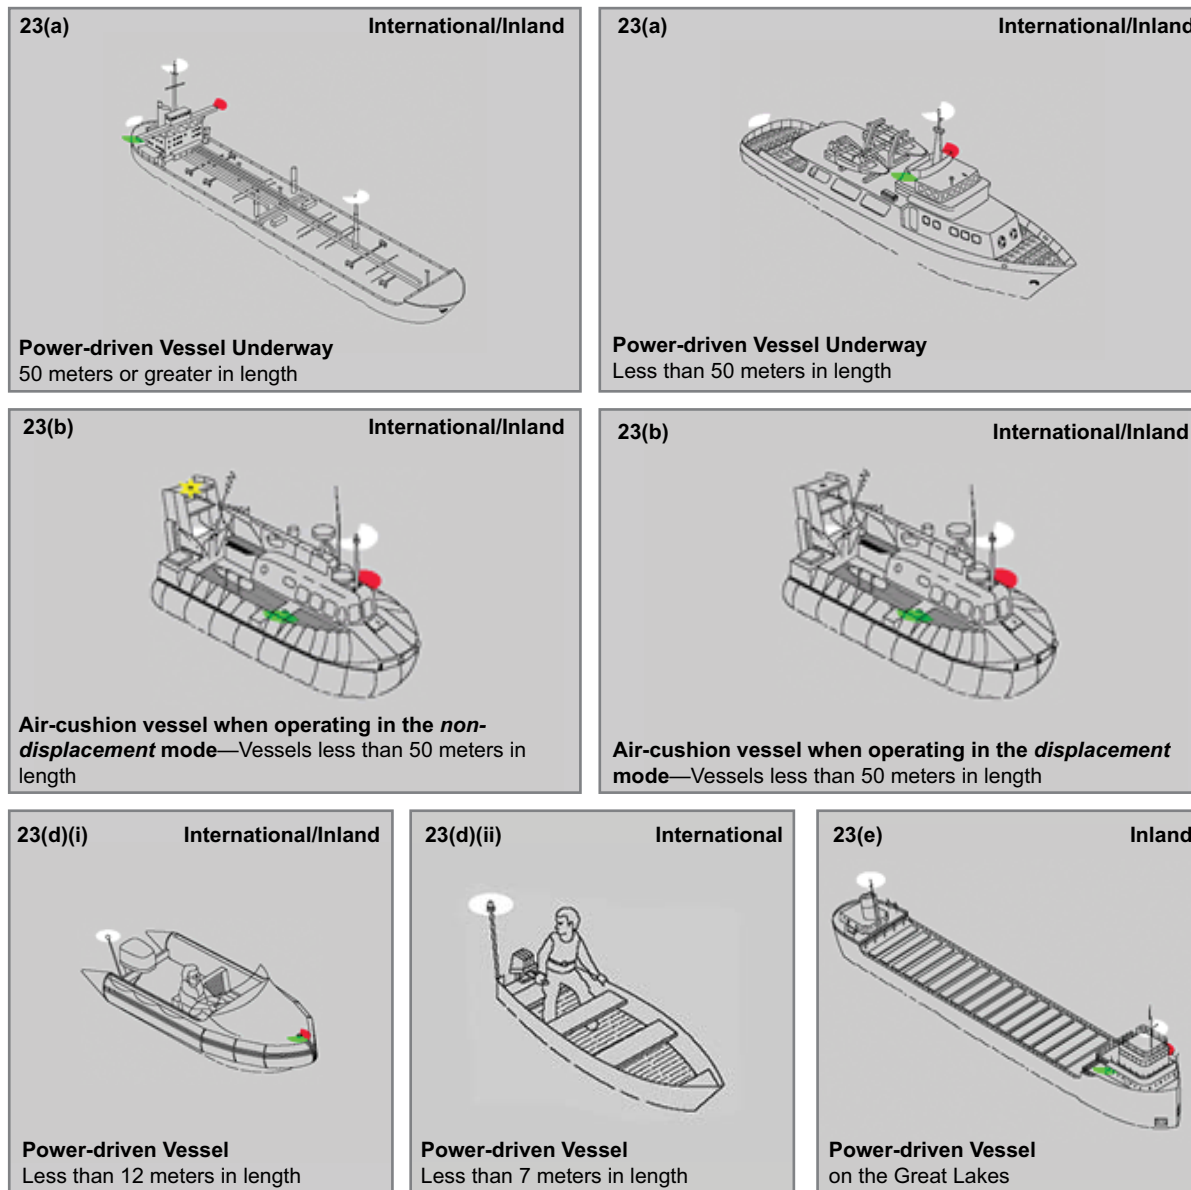 23(a) International/Inland
Power-driven Vessel Underway
50 meters or greater in length
23(a) International/Inland
Power-driven Vessel Underway
Less than 50 meters in length
23(b) International/Inland
Air-cushion vessel when operating in the non-
displacement mode—Vessels less than 50 meters in
length
23(b) International/Inland
Air-cushion vessel when operating in the displacement
mode—Vessels less than 50 meters in length
23(d)(i) International/Inland
Power-driven Vessel
Less than 12 meters in length
23(d)(ii) International
Power-driven Vessel
Less than 7 meters in length
23(e) Inland
Power-driven Vessel
on the Great Lakes